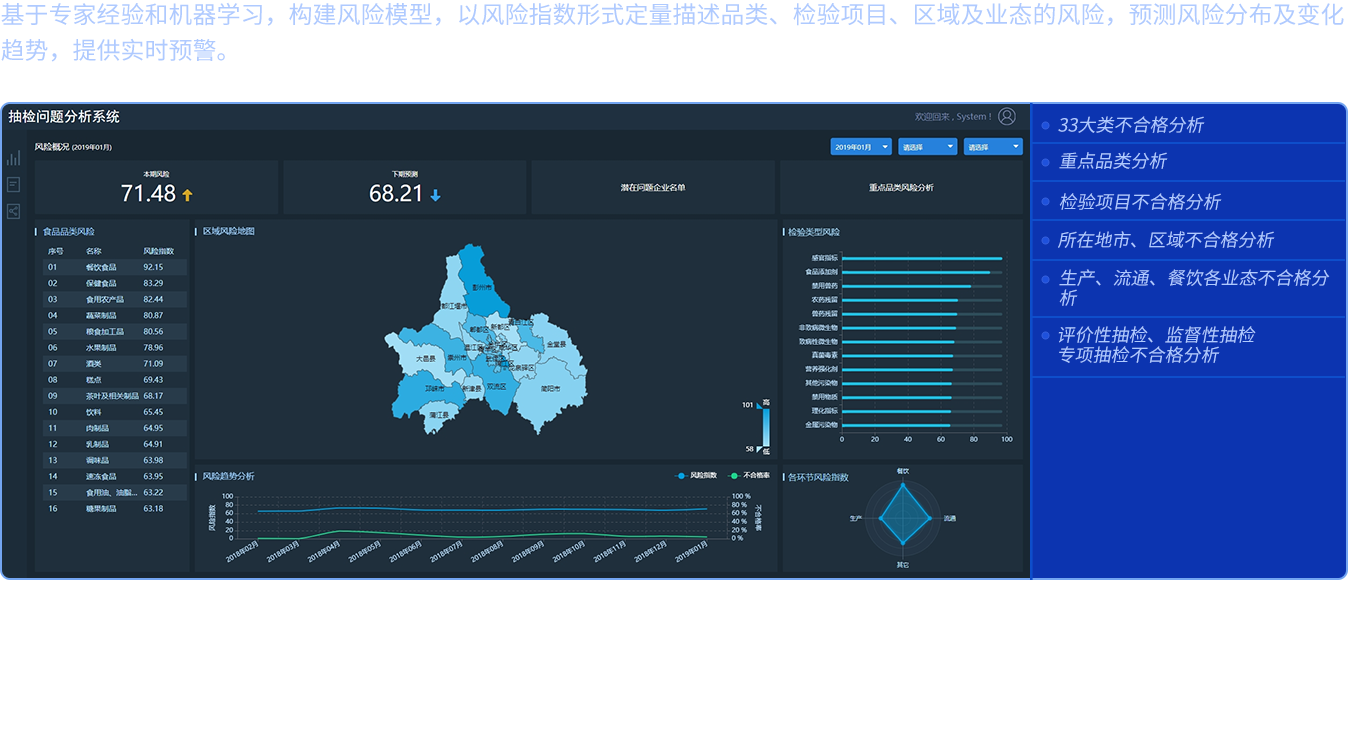 基于专家经验和机器学习，构建风险模型，以风险指数形式定量描述品类、检验项目、区域及业态的风险，预测风险分布及变化
趋势，提供实时预警。
抽检问题分析系统
欢迎回来 , System !
风险概况 (2019年01月)
2019年01月
请选择
请选择
本期风险
71.48
下期预测
68.21
潜在问题企业名单
重点品类风险分析
食品品类风险
序号 名称 风险指数
01 餐饮食品 92.15
02 保健食品 83.29
03 食用农产品 82.44
04 蔬菜制品 80.87
05 粮食加工品 80.56
06 水果制品 78.96
07 酒类 71.09
08 糕点 69.43
09 茶叶及相关制品 68.17
10 饮料 65.45
11 肉制品 64.95
12 乳制品 64.91
13 调味品 63.98
14 速冻食品 63.95
15 食用油、油脂... 63.22
16 糖果制品 63.18
区域风险地图
彭州市
都江堰市
郫都区
新都区
金堂县
温江区
大邑县
崇州市
龙泉驿区
邛崃市
新津县
双流区
简阳市
蒲江县
101 高
58 低
检验类型风险
感官指标
食品添加剂
禁用兽药
农药残留
兽药残留
非致病微生物
致病性微生物
真菌毒素
营养强化剂
其他污染物
禁用物质
理化指标
金属污染物
0 20 40 60 80 100
风险趋势分析
风险指数 不合格率
风险指数
100
80
60
40
20
0
100 %
80 %
60 %
40 %
20 %
0 %
不合格率
2018年02月 2018年03月 2018年04月 2018年05月 2018年06月 2018年07月 2018年08月 2018年09月 2018年10月 2018年11月 2018年12月 2019年01月
各环节风险指数
餐饮
生产
流通
其它
33大类不合格分析
重点品类分析
检验项目不合格分析
所在地市、区域不合格分析
生产、流通、餐饮各业态不合格分
析
评价性抽检、监督性抽检
专项抽检不合格分析